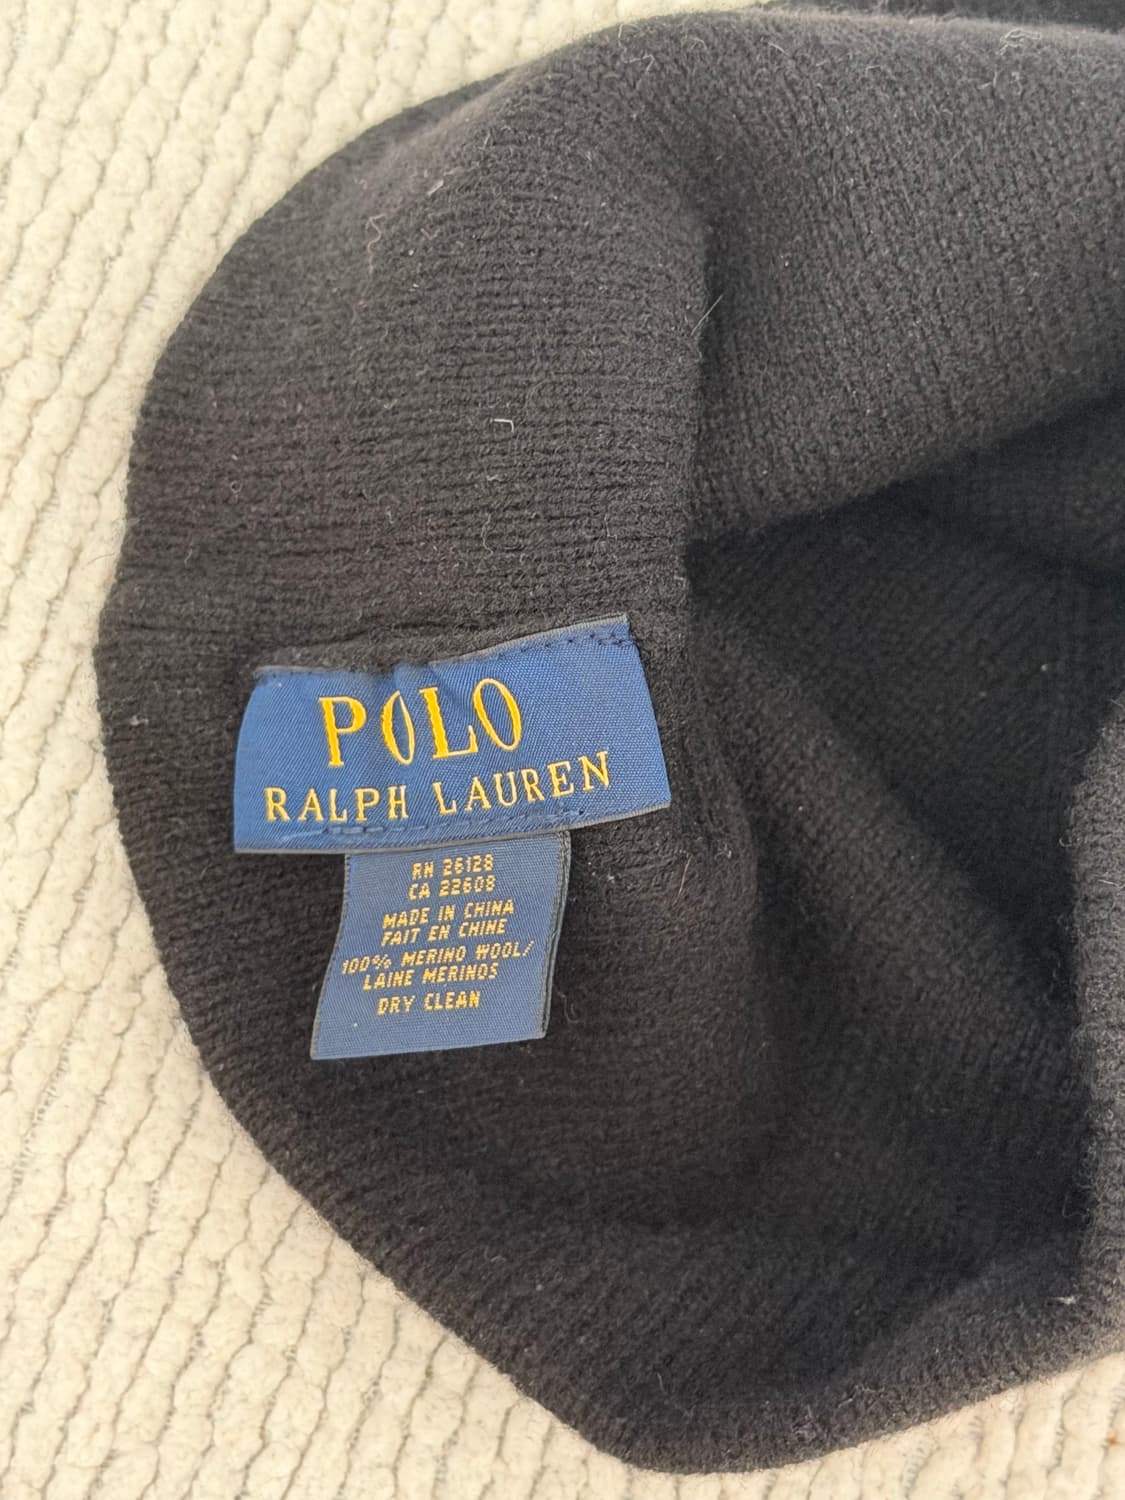 POLO
RALPH LAUREN
RN 26128
CA 22608
MADE IN CHINA
FAIT EN CHINE
100% MERINO WOOL/
LAINE MERINOS
DRY CLEAN